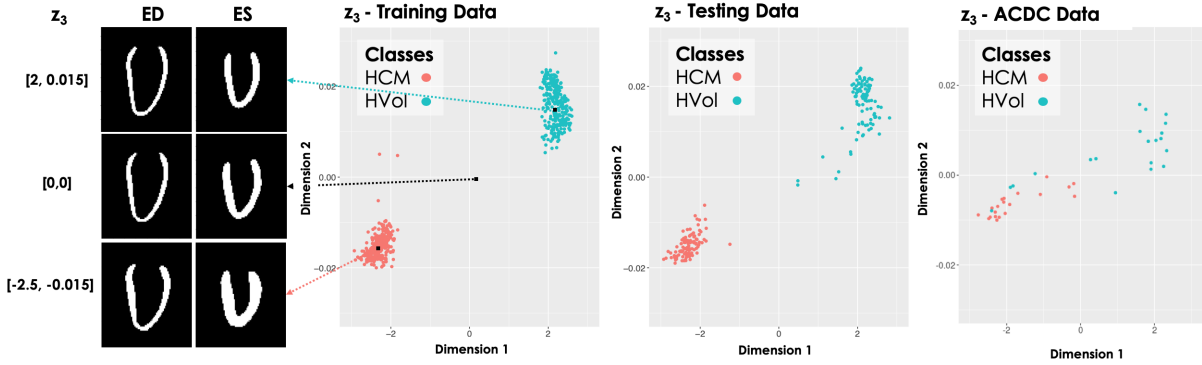 z₃ ED ES
[2, 0.015]
[0,0]
[-2.5, -0.015]
z₃ - Training Data
Classes
HCM
HVol
0.02
0.00
−0.02
Dimension 2
−2 0 2
Dimension 1
z₃ - Testing Data
Classes
HCM
HVol
0.02
0.00
−0.02
Dimension 2
−2 0 2
Dimension 1
z₃ - ACDC Data
Classes
HCM
HVol
0.02
0.00
−0.02
Dimension 2
-2 0 2
Dimension 1